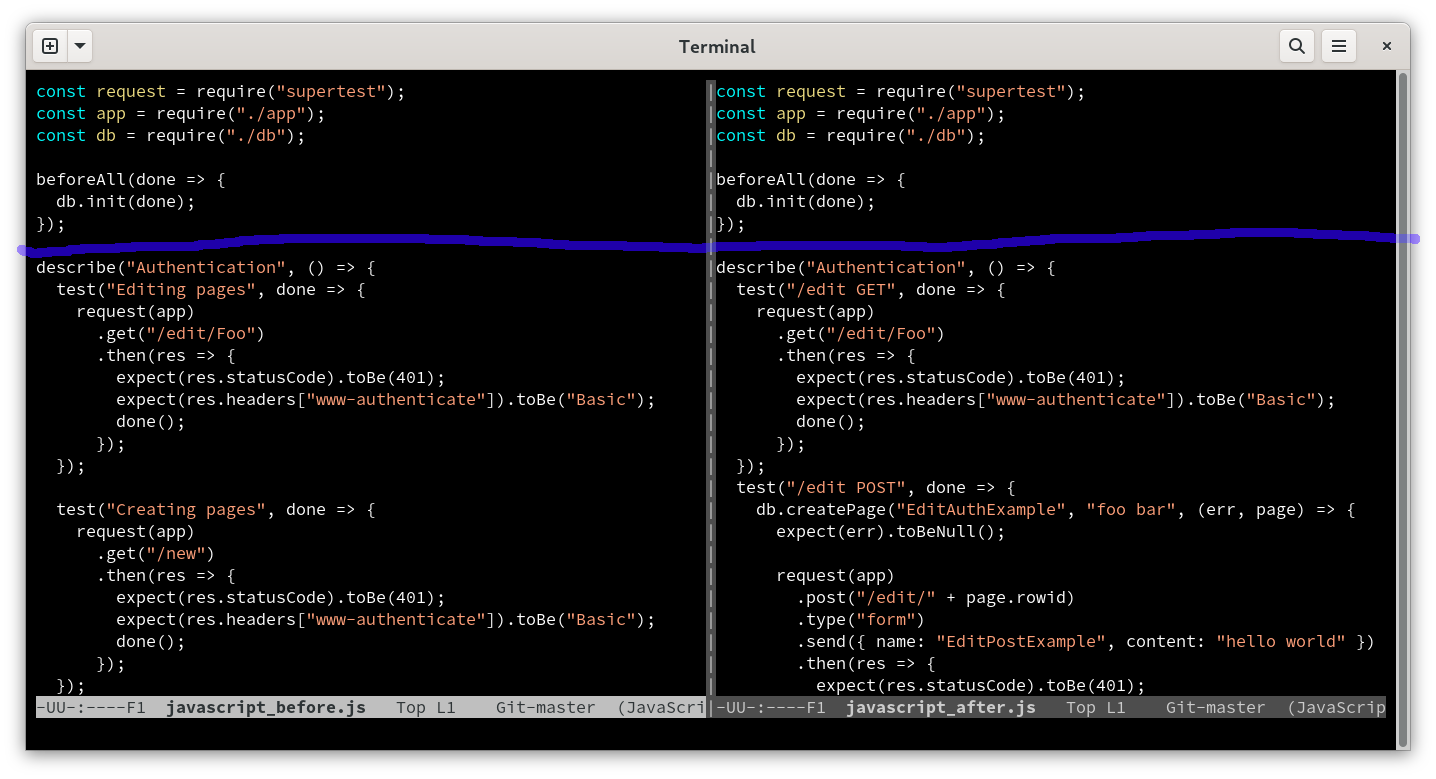 Terminal
const request = require("supertest");
const app = require("./app");
const db = require("./db");
beforeAll(done => {
  db.init(done);
});
describe("Authentication", () => {
  test("Editing pages", done => {
    request(app)
      .get("/edit/Foo")
      .then(res => {
        expect(res.statusCode).toBe(401);
        expect(res.headers["www-authenticate"]).toBe("Basic");
        done();
      });
  });
  test("Creating pages", done => {
    request(app)
      .get("/new")
      .then(res => {
        expect(res.statusCode).toBe(401);
        expect(res.headers["www-authenticate"]).toBe("Basic");
        done();
      });
  });
-UU-:----F1  javascript_before.js   Top L1    Git-master  (JavaScri
const request = require("supertest");
const app = require("./app");
const db = require("./db");
beforeAll(done => {
  db.init(done);
});
describe("Authentication", () => {
  test("/edit GET", done => {
    request(app)
      .get("/edit/Foo")
      .then(res => {
        expect(res.statusCode).toBe(401);
        expect(res.headers["www-authenticate"]).toBe("Basic");
        done();
      });
  });
  test("/edit POST", done => {
    db.createPage("EditAuthExample", "foo bar", (err, page) => {
      expect(err).toBeNull();
      request(app)
        .post("/edit/" + page.rowid)
        .type("form")
        .send({ name: "EditPostExample", content: "hello world" })
        .then(res => {
          expect(res.statusCode).toBe(401);
-UU-:----F1  javascript_after.js   Top L1    Git-master  (JavaScrip